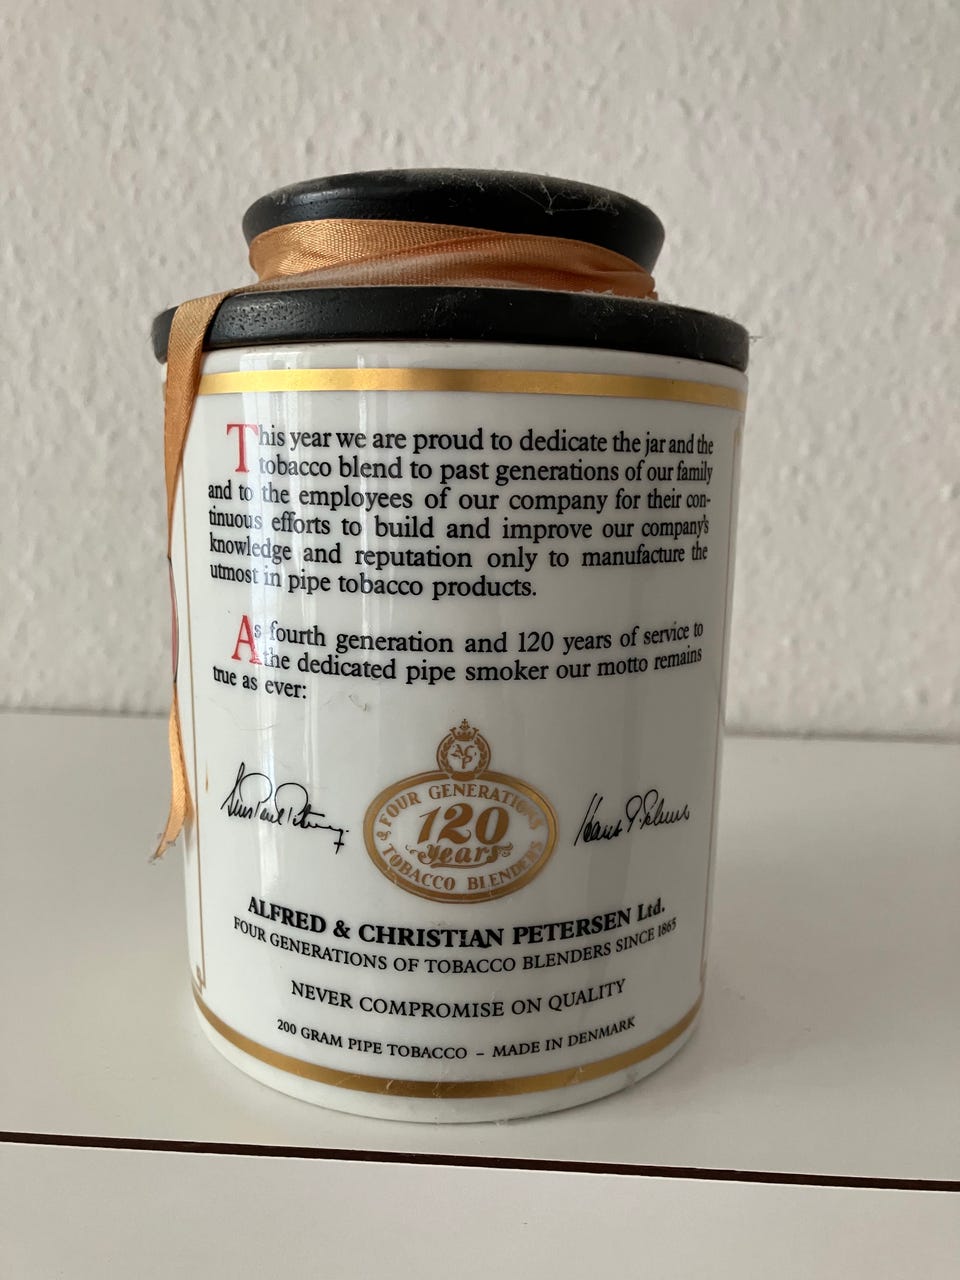 This year we are proud to dedicate the jar and the
tobacco blend to past generations of our family
and to the employees of our company for their con-
tinuous efforts to build and improve our company's
knowledge and reputation only to manufacture the
utmost in pipe tobacco products.
As fourth generation and 120 years of service to
the dedicated pipe smoker our motto remains
true as ever:
FOUR GENERATIONS
120
years
TOBACCO BLENDERS
ALFRED & CHRISTIAN PETERSEN Ltd.
FOUR GENERATIONS OF TOBACCO BLENDERS SINCE 1865
NEVER COMPROMISE ON QUALITY
200 GRAM PIPE TOBACCO – MADE IN DENMARK